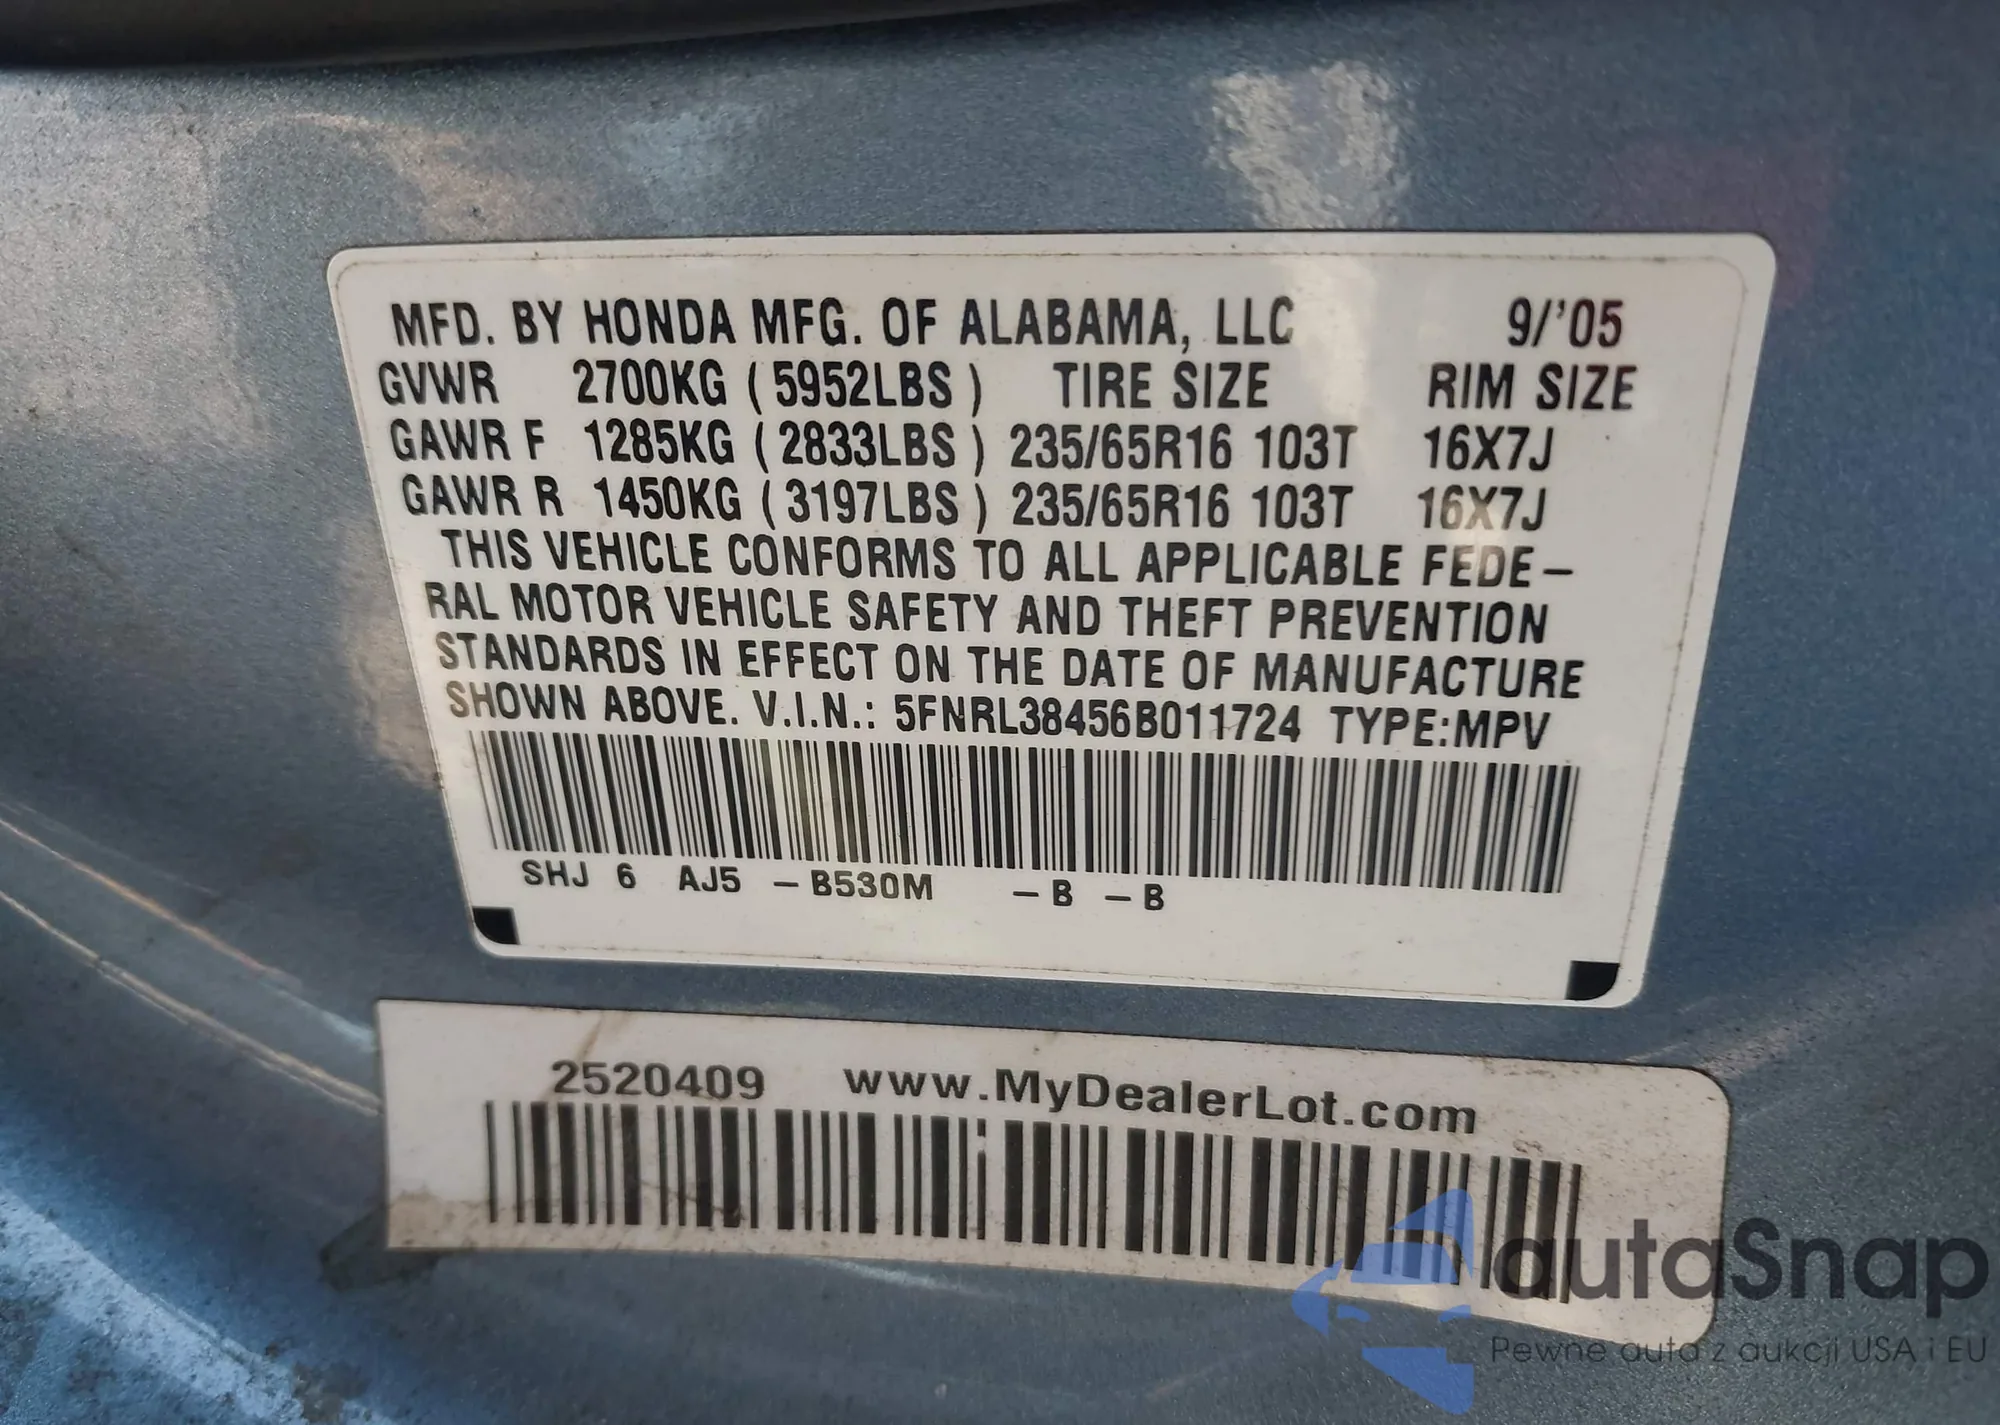 MFD. BY HONDA MFG. OF ALABAMA, LLC 9/'05
GVWR 2700KG (5952LBS) TIRE SIZE RIM SIZE
GAWR F 1285KG (2833LBS) 235/65R16 103T 16X7J
GAWR R 1450KG (3197LBS) 235/65R16 103T 16X7J
THIS VEHICLE CONFORMS TO ALL APPLICABLE FEDE-
RAL MOTOR VEHICLE SAFETY AND THEFT PREVENTION
STANDARDS IN EFFECT ON THE DATE OF MANUFACTURE
SHOWN ABOVE. V.I.N.: 5FNRL38456B011724 TYPE:MPV
SHJ 6 AJ5 -B530M -B -B
2520409 www.MyDealerLot.com
autaSnap
Pewne auta z aukcji USA i EU